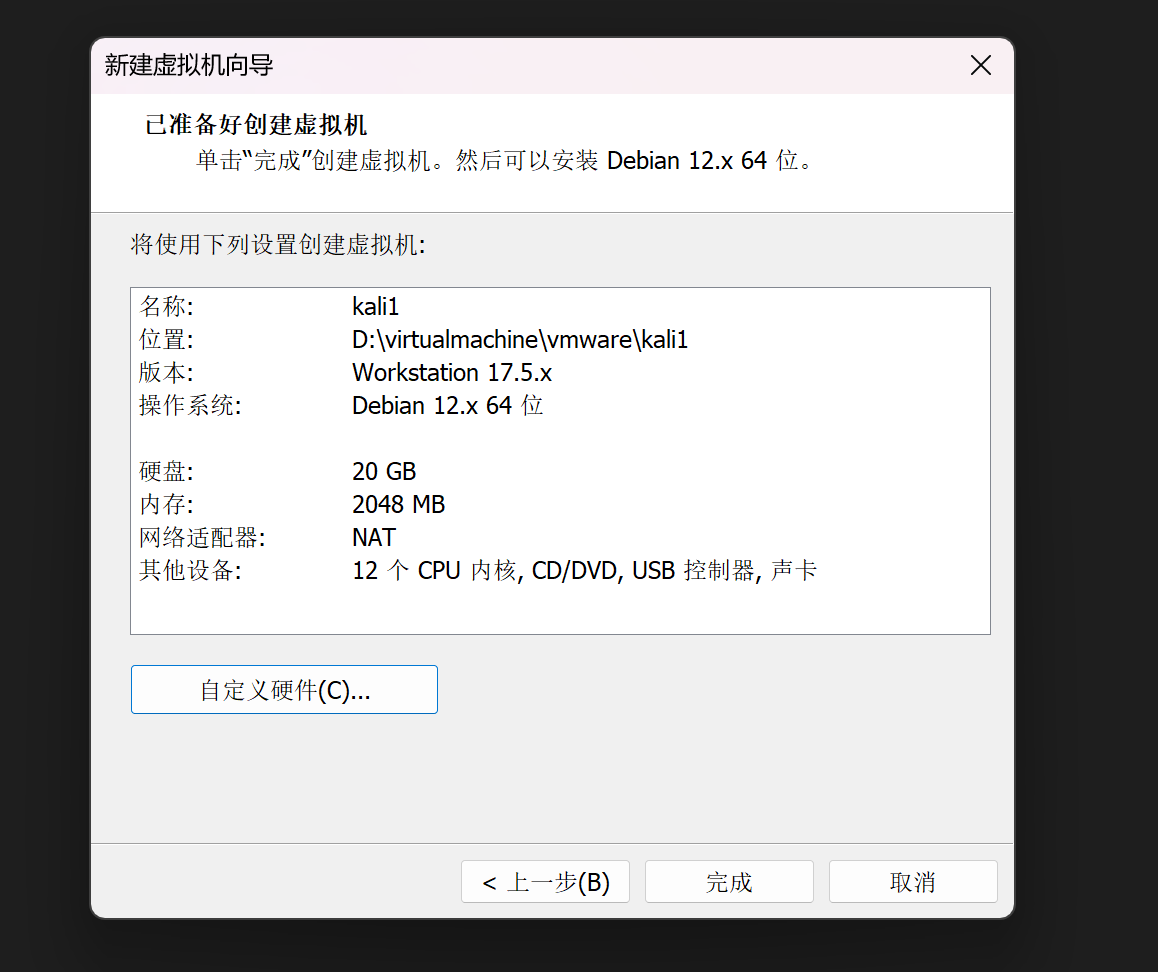 新建虚拟机向导
已准备好创建虚拟机
单击“完成”创建虚拟机。然后可以安装 Debian 12.x 64 位。
将使用下列设置创建虚拟机:
名称: kali1
位置: D:\virtualmachine\vmware\kali1
版本: Workstation 17.5.x
操作系统: Debian 12.x 64 位
硬盘: 20 GB
内存: 2048 MB
网络适配器: NAT
其他设备: 12 个 CPU 内核, CD/DVD, USB 控制器, 声卡
自定义硬件(C)...
< 上一步(B) 完成 取消